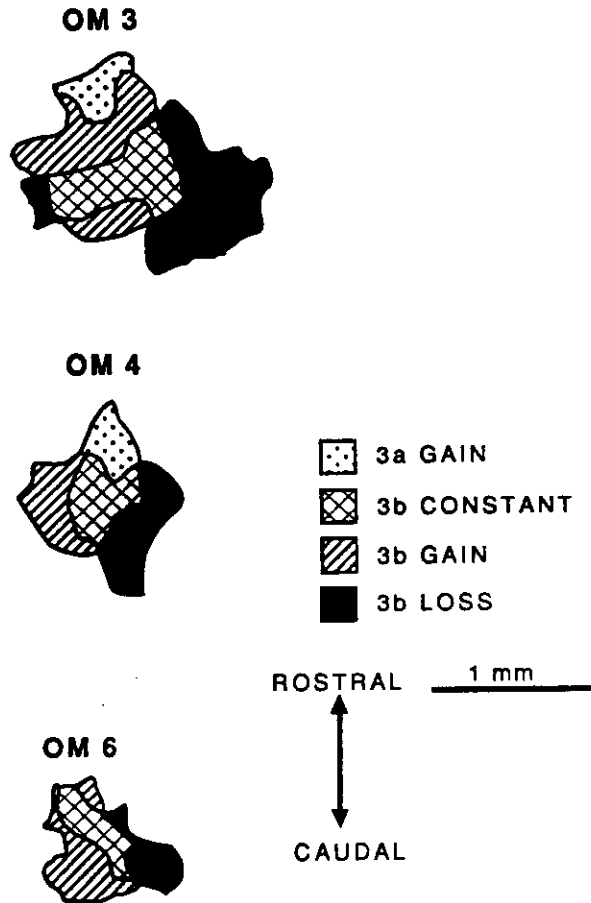 OM 3
OM 4
3a GAIN
3b CONSTANT
3b GAIN
3b LOSS
ROSTRAL
1 mm
OM 6
CAUDAL